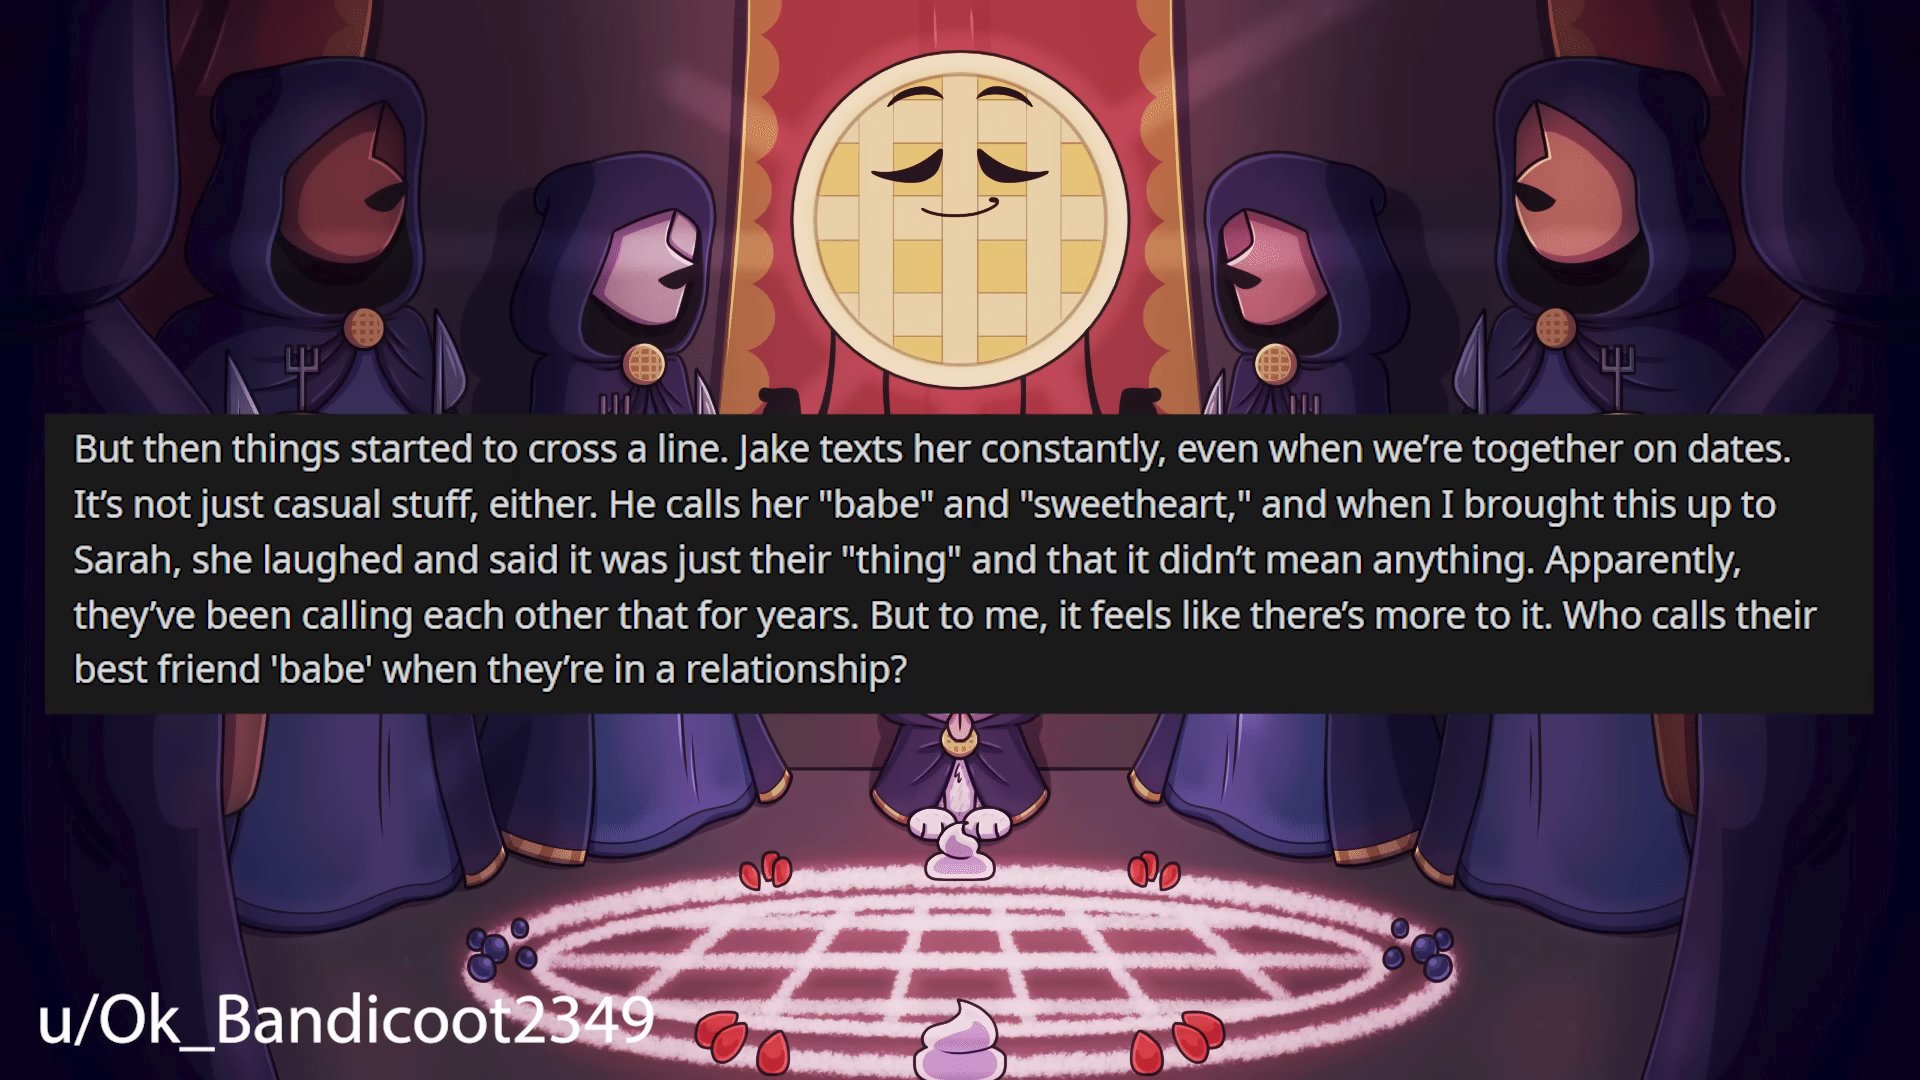 But then things started to cross a line. Jake texts her constantly, even when we’re together on dates.
It’s not just casual stuff, either. He calls her "babe" and "sweetheart," and when I brought this up to
Sarah, she laughed and said it was just their "thing" and that it didn’t mean anything. Apparently,
they’ve been calling each other that for years. But to me, it feels like there’s more to it. Who calls their
best friend 'babe' when they’re in a relationship?
u/Ok_Bandicoot2349